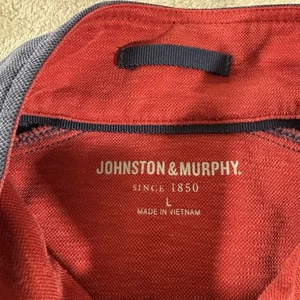 JOHNSTON & MURPHY.
SINCE 1850
L
MADE IN VIETNAM